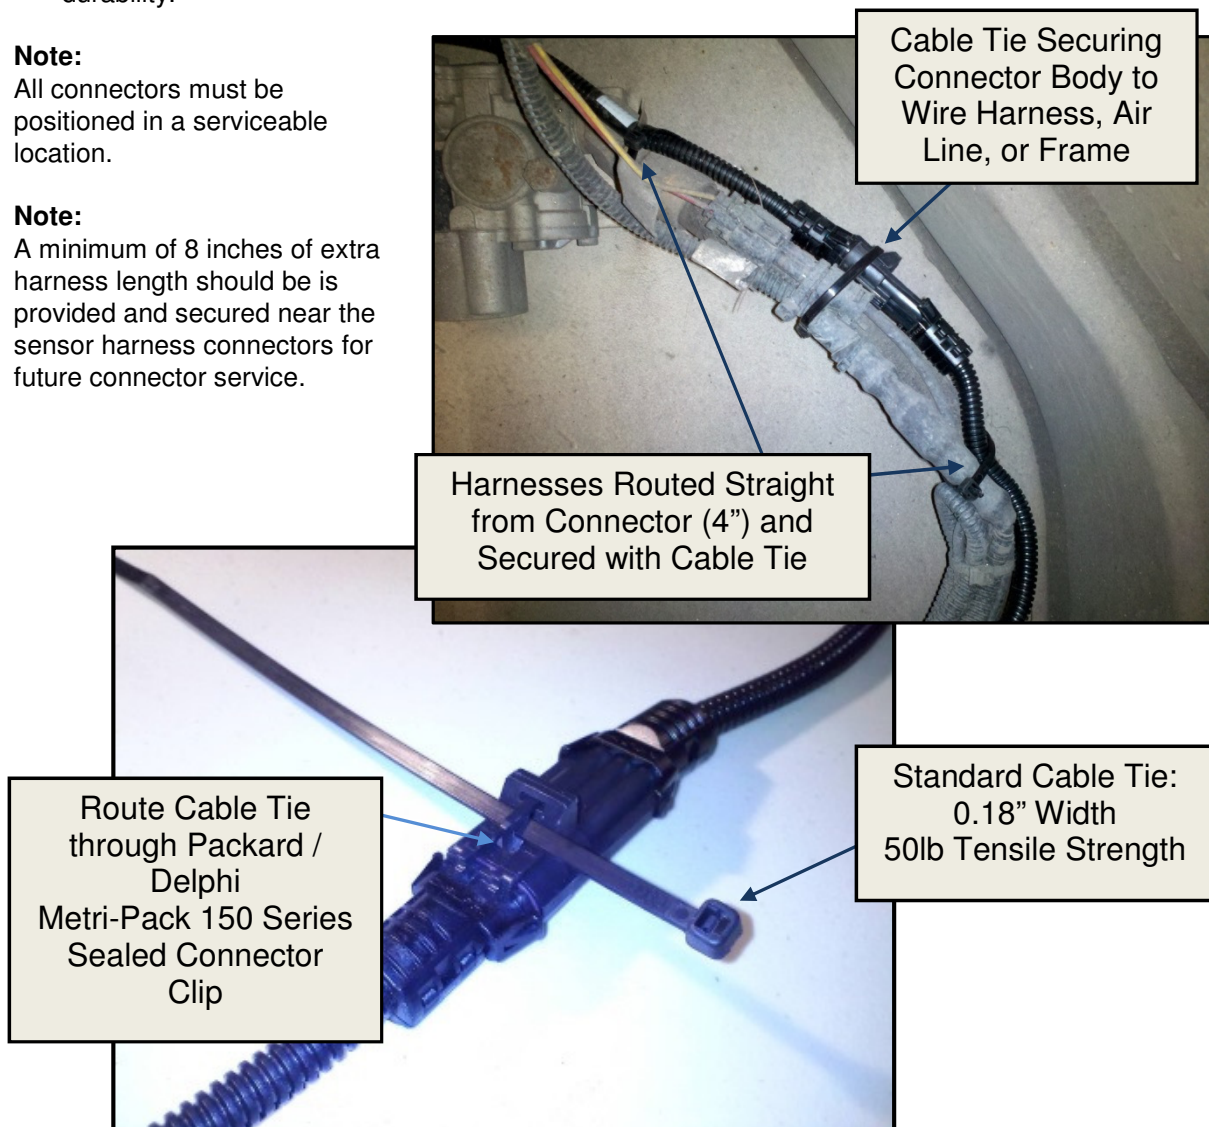 durability.
Note:
All connectors must be
positioned in a serviceable
location.
Note:
A minimum of 8 inches of extra
harness length should be is
provided and secured near the
sensor harness connectors for
future connector service.
Cable Tie Securing
Connector Body to
Wire Harness, Air
Line, or Frame
Harnesses Routed Straight
from Connector (4”) and
Secured with Cable Tie
Route Cable Tie
through Packard /
Delphi
Metri-Pack 150 Series
Sealed Connector
Clip
Standard Cable Tie:
0.18” Width
50lb Tensile Strength